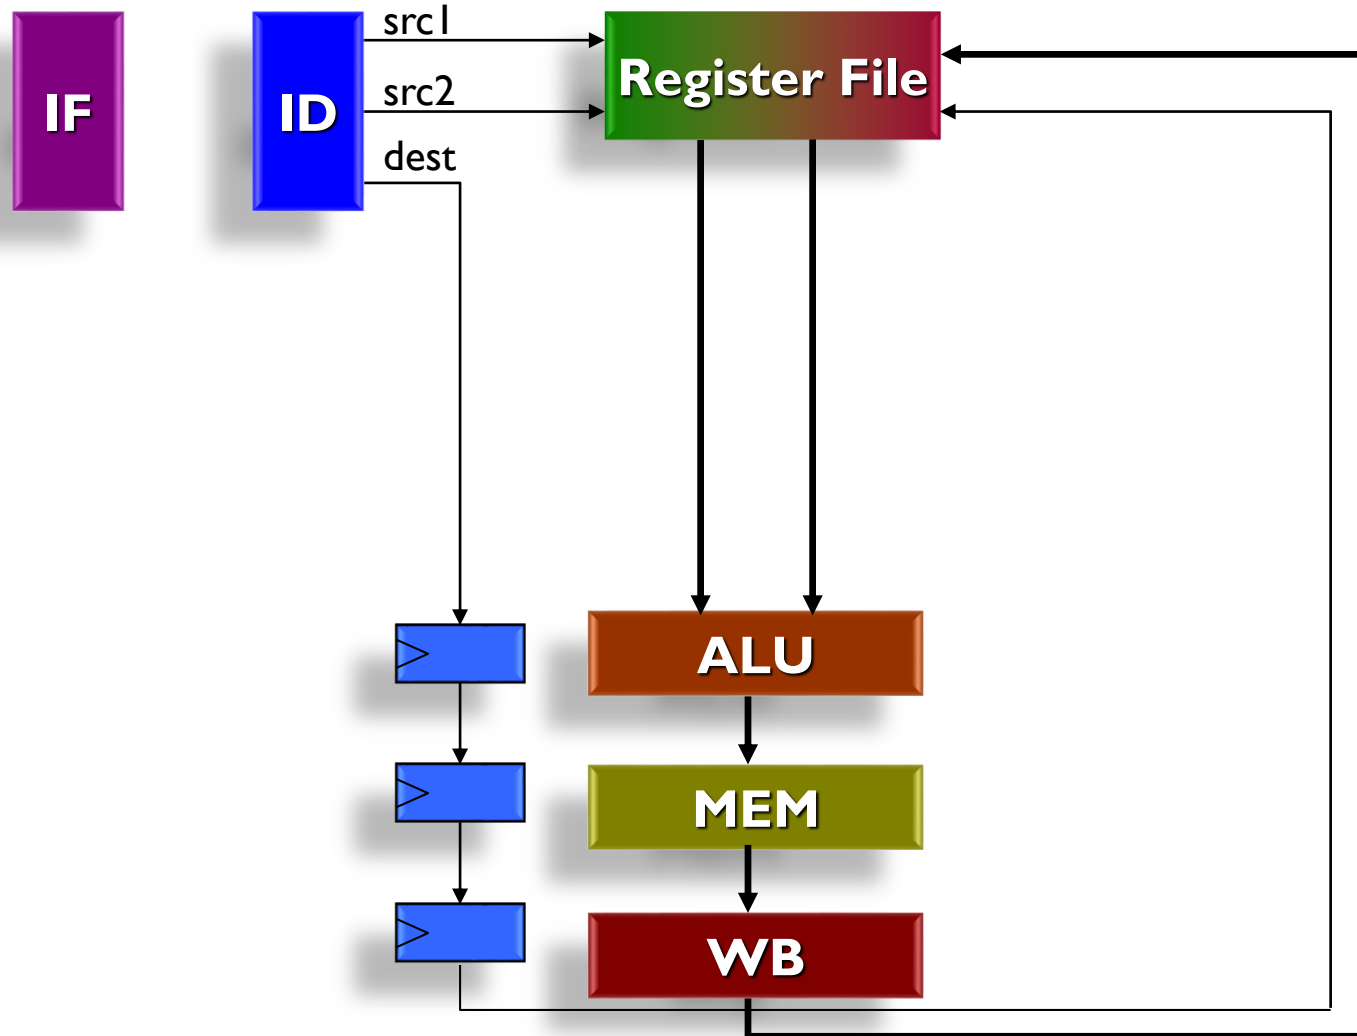 IF
ID
src1
src2
dest
Register File
ALU
MEM
WB